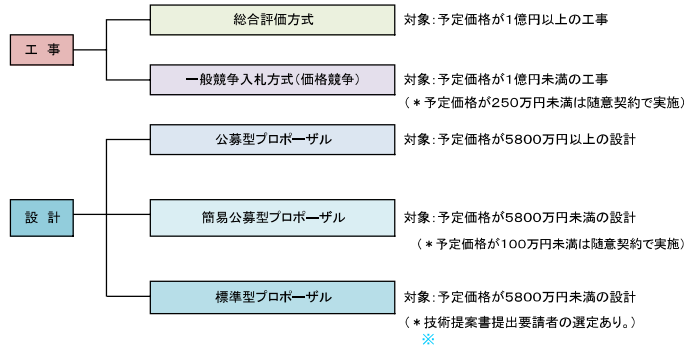 総合評価方式 対象：予定価格が1億円以上の工事
工 事
一般競争入札方式（価格競争） 対象：予定価格が1億円未満の工事
（＊予定価格が250万円未満は随意契約で実施）
公募型プロポーザル 対象：予定価格が5800万円以上の設計
設 計
簡易公募型プロポーザル 対象：予定価格が5800万円未満の設計
（＊予定価格が100万円未満は随意契約で実施）
標準型プロポーザル 対象：予定価格が5800万円未満の設計
（＊技術提案書提出要請者の選定あり。）
※